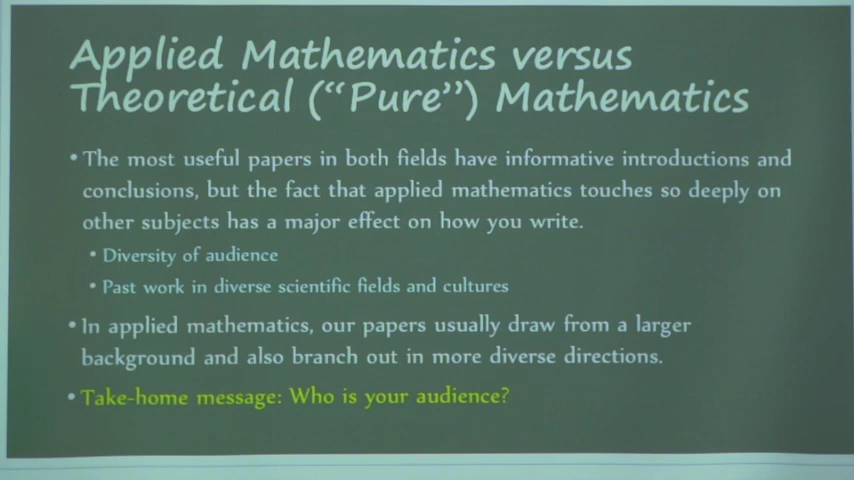 Applied Mathematics versus
Theoretical (“Pure”) Mathematics
• The most useful papers in both fields have informative introductions and
conclusions, but the fact that applied mathematics touches so deeply on
other subjects has a major effect on how you write.
• Diversity of audience
• Past work in diverse scientific fields and cultures
• In applied mathematics, our papers usually draw from a larger
background and also branch out in more diverse directions.
• Take-home message: Who is your audience?